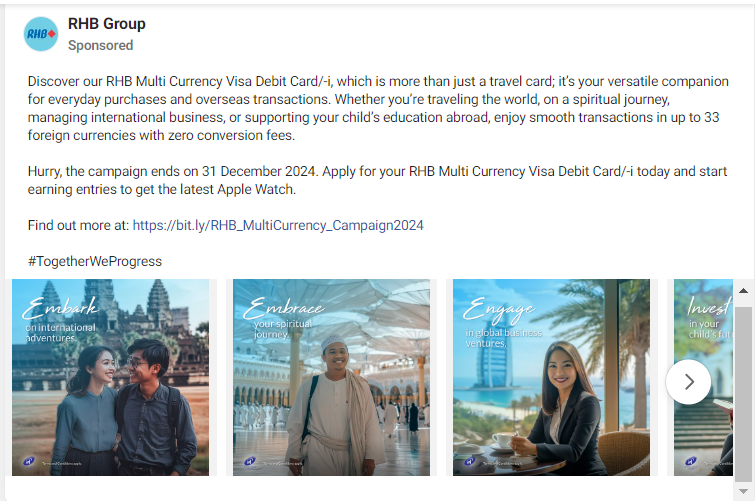 RHB
RHB Group
Sponsored
Discover our RHB Multi Currency Visa Debit Card/-i, which is more than just a travel card; it's your versatile companion
for everyday purchases and overseas transactions. Whether you're traveling the world, on a spiritual journey,
managing international business, or supporting your child's education abroad, enjoy smooth transactions in up to 33
foreign currencies with zero conversion fees.
Hurry, the campaign ends on 31 December 2024. Apply for your RHB Multi Currency Visa Debit Card/-i today and start
earning entries to get the latest Apple Watch.
Find out more at: https://bit.ly/RHB_MultiCurrency_Campaign2024
#TogetherWeProgress
Embark
on international
adventures.
Embrace
your spiritual
journey.
Engage
in global business
ventures.
Invest
in your
child's